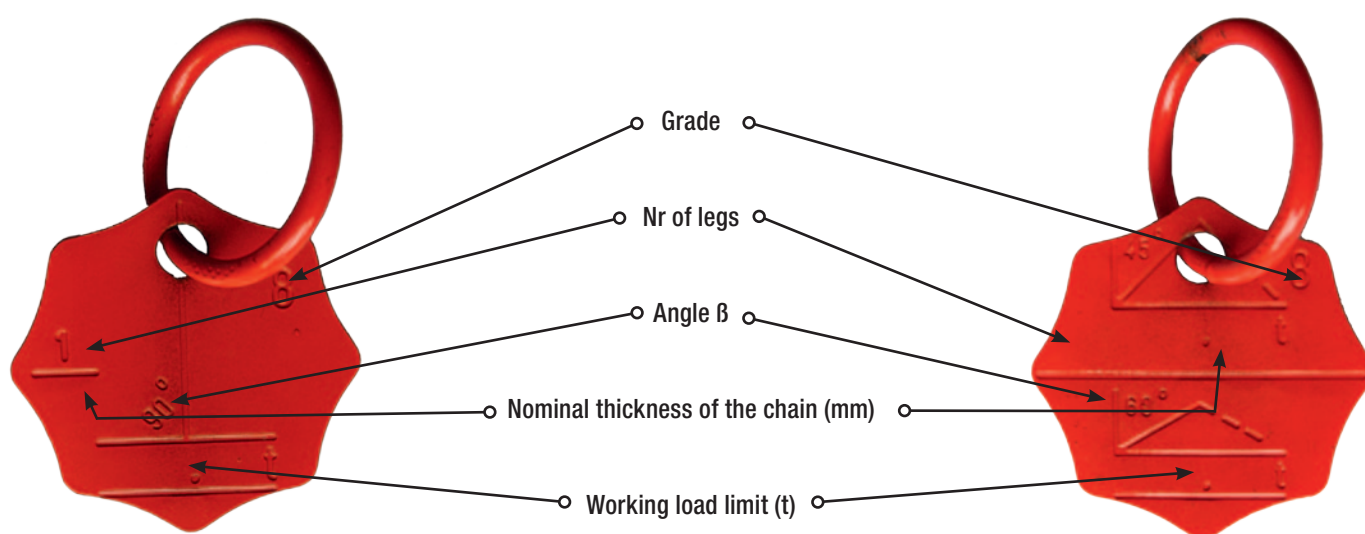 45°
8
8
Grade
Nr of legs
1
t
Angle ß
90°
60°
Nominal thickness of the chain (mm)
t
t
Working load limit (t)